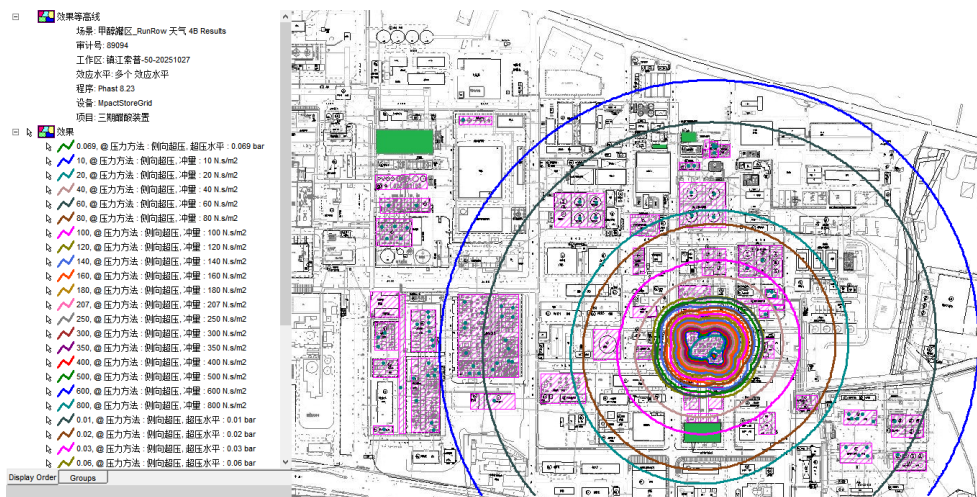 效果等高线
场景: 甲醇罐区_RunRow 天气 4B Results
审计号: 89094
工作区: 镇江索普-50-20251027
效应水平: 多个 效应水平
程序: Phast 8.23
设备: MpactStoreGrid
项目: 三期醋酸装置
效果
0.069, @ 压力方法 : 侧向超压, 超压水平 : 0.069 bar
10, @ 压力方法 : 侧向超压, 冲量 : 10 N.s/m2
20, @ 压力方法 : 侧向超压, 冲量 : 20 N.s/m2
40, @ 压力方法 : 侧向超压, 冲量 : 40 N.s/m2
60, @ 压力方法 : 侧向超压, 冲量 : 60 N.s/m2
80, @ 压力方法 : 侧向超压, 冲量 : 80 N.s/m2
100, @ 压力方法 : 侧向超压, 冲量 : 100 N.s/m2
120, @ 压力方法 : 侧向超压, 冲量 : 120 N.s/m2
140, @ 压力方法 : 侧向超压, 冲量 : 140 N.s/m2
160, @ 压力方法 : 侧向超压, 冲量 : 160 N.s/m2
180, @ 压力方法 : 侧向超压, 冲量 : 180 N.s/m2
207, @ 压力方法 : 侧向超压, 冲量 : 207 N.s/m2
250, @ 压力方法 : 侧向超压, 冲量 : 250 N.s/m2
300, @ 压力方法 : 侧向超压, 冲量 : 300 N.s/m2
350, @ 压力方法 : 侧向超压, 冲量 : 350 N.s/m2
400, @ 压力方法 : 侧向超压, 冲量 : 400 N.s/m2
500, @ 压力方法 : 侧向超压, 冲量 : 500 N.s/m2
600, @ 压力方法 : 侧向超压, 冲量 : 600 N.s/m2
800, @ 压力方法 : 侧向超压, 冲量 : 800 N.s/m2
0.01, @ 压力方法 : 侧向超压, 超压水平 : 0.01 bar
0.02, @ 压力方法 : 侧向超压, 超压水平 : 0.02 bar
0.03, @ 压力方法 : 侧向超压, 超压水平 : 0.03 bar
0.06, @ 压力方法 : 侧向超压, 超压水平 : 0.06 bar
Display Order Groups